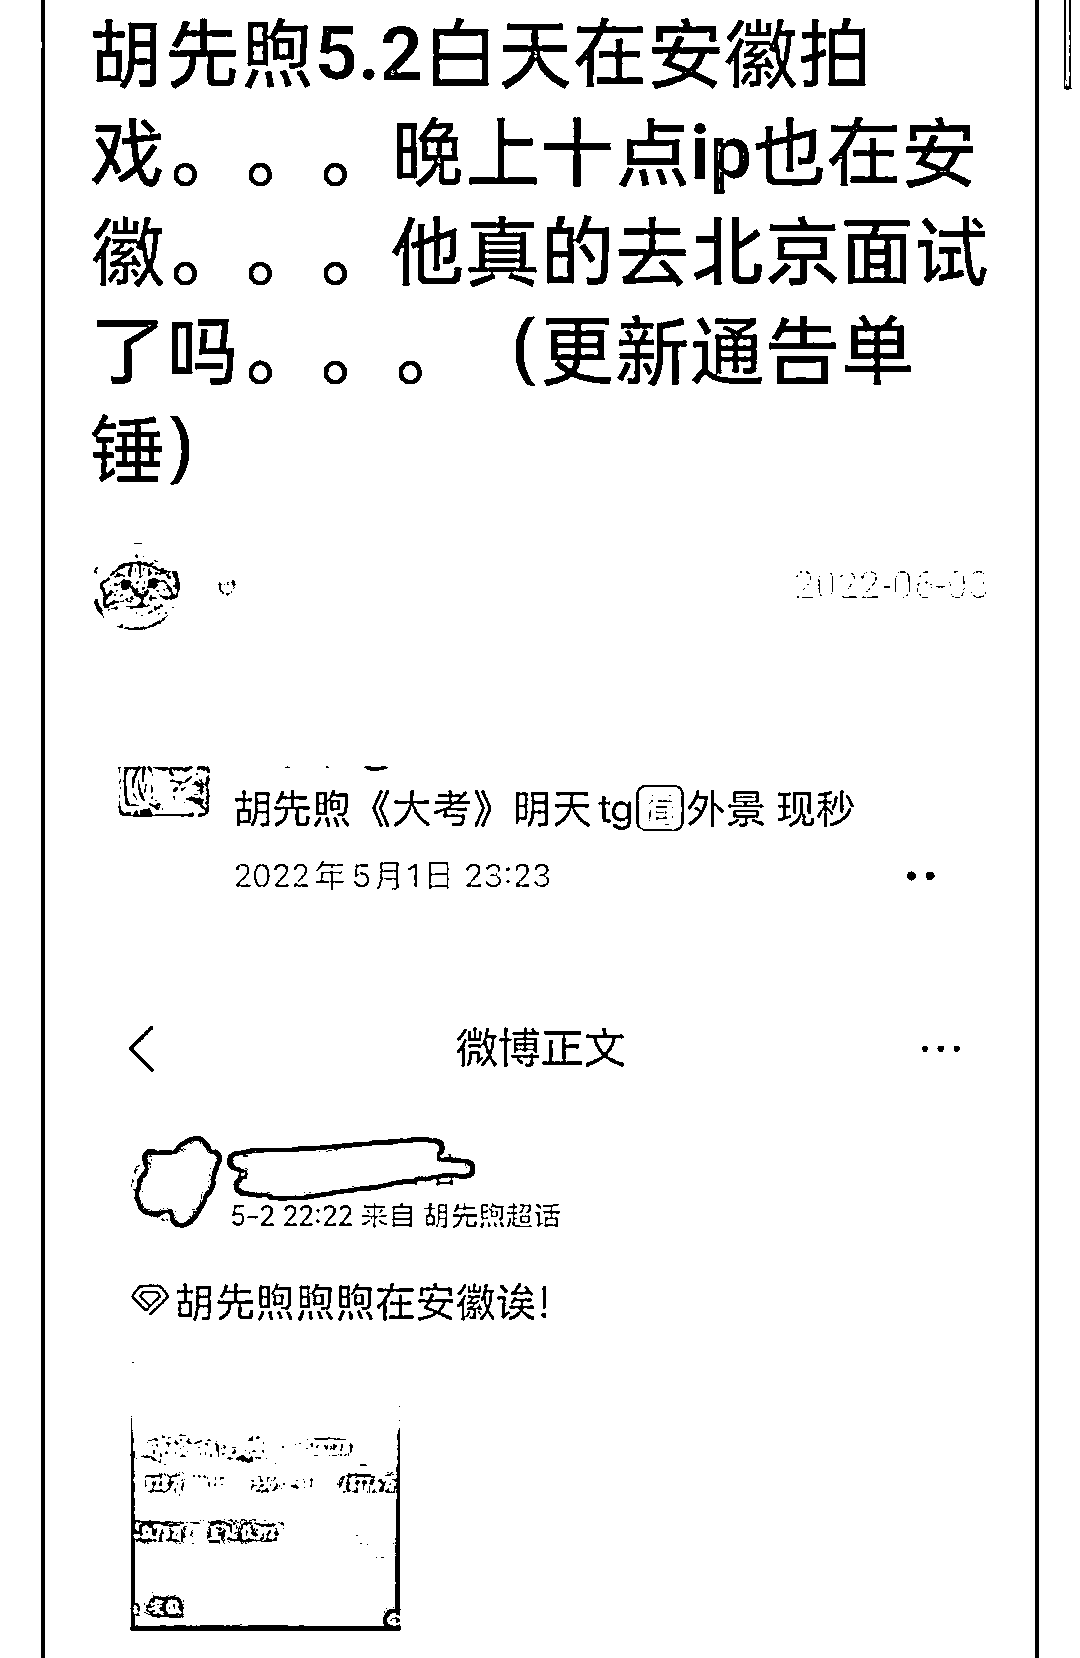 胡先煦5.2白天在安徽拍
戏。。。晚上十点ip也在安
徽。。。他真的去北京面试
了吗。。。（更新通告单
锤）
2022-06-03
胡先煦《大考》明天tg 外景 现秒
2022年5月1日 23:23
微博正文
5-2 22:22 来自 胡先煦超话
胡先煦煦煦在安徽诶！